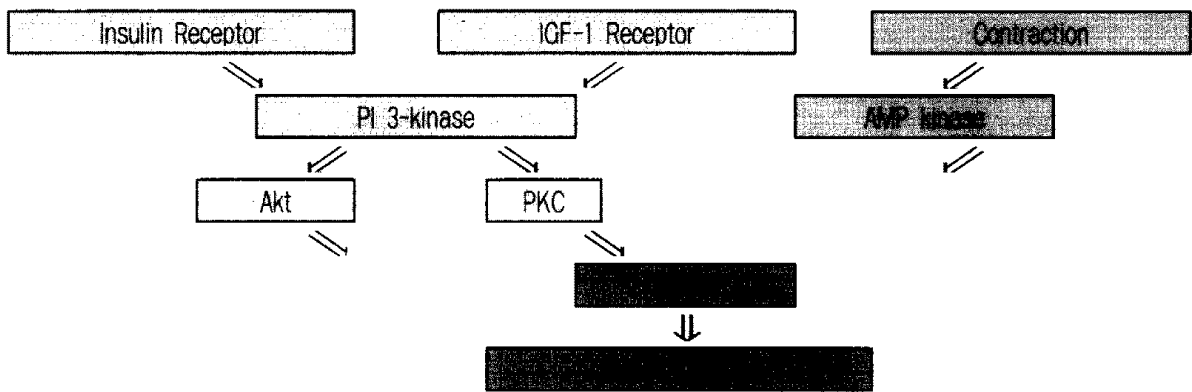 Insulin Receptor
IGF-1 Receptor
Contraction
PI 3-kinase
AMP kinase
Akt
PKC